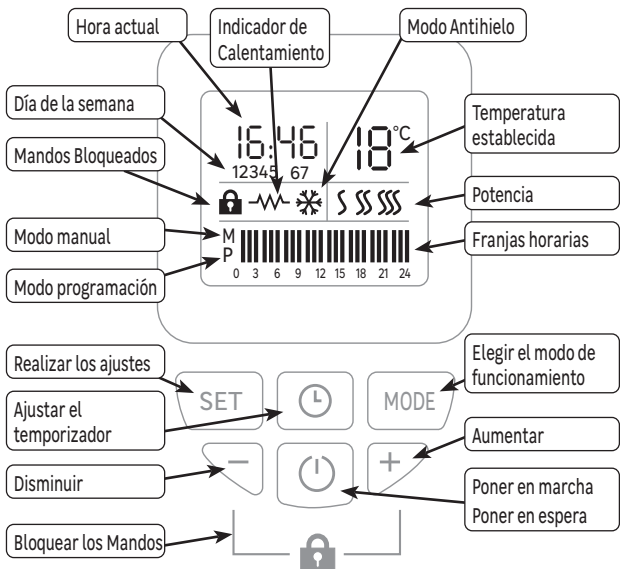 Hora actual
Indicador de
Calentamiento
Modo Antihielo
Día de la semana
Mandos Bloqueados
Modo manual
Modo programación
16:46
18°C
12345 67
M
P
0 3 6 9 12 15 18 21 24
Temperatura
establecida
Potencia
Franjas horarias
Realizar los ajustes
Ajustar el
temporizador
Disminuir
Bloquear los Mandos
SET
MODE
Elegir el modo de
funcionamiento
Aumentar
Poner en marcha
Poner en espera